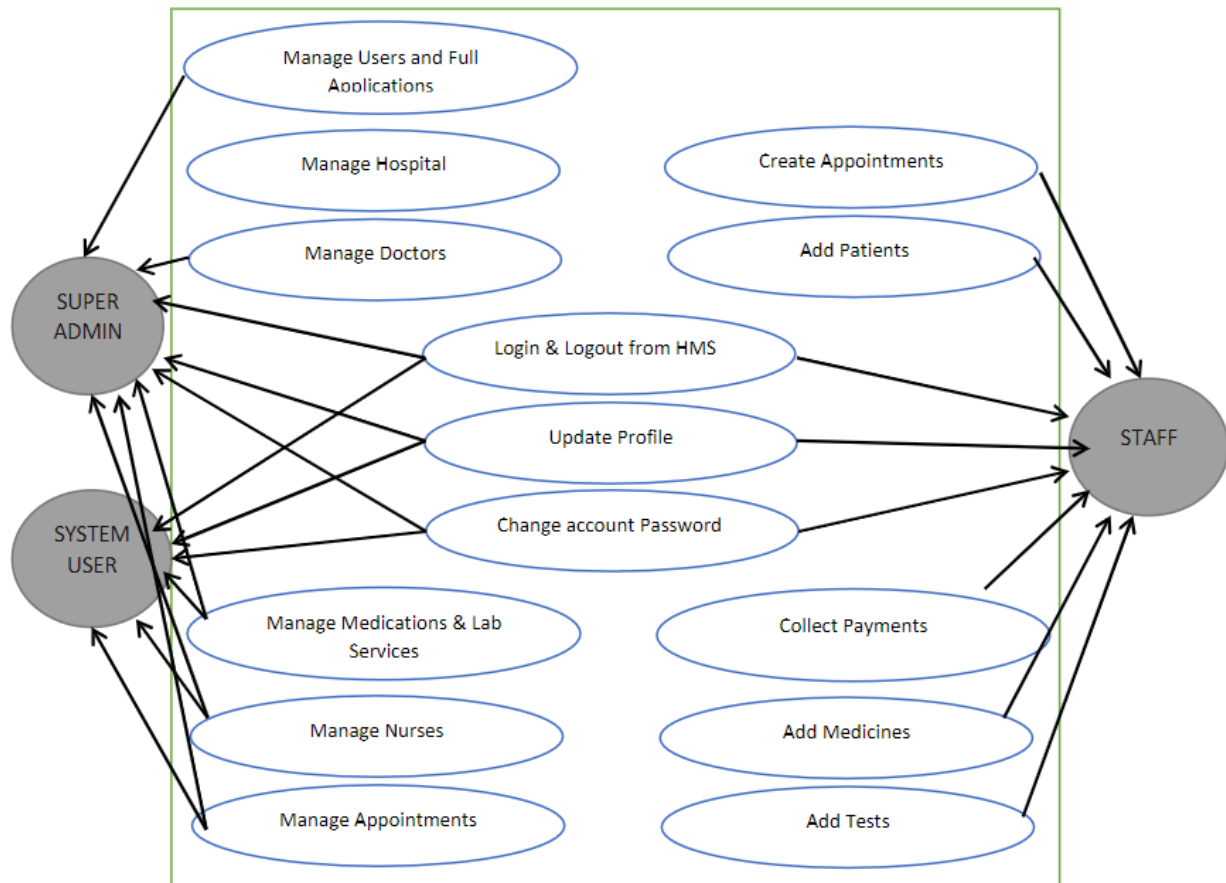 Manage Users and Full
Applications
Manage Hospital
Create Appointments
Manage Doctors
Add Patients
SUPER
ADMIN
Login & Logout from HMS
Update Profile
STAFF
Change account Password
SYSTEM
USER
Manage Medications & Lab
Services
Collect Payments
Manage Nurses
Add Medicines
Manage Appointments
Add Tests